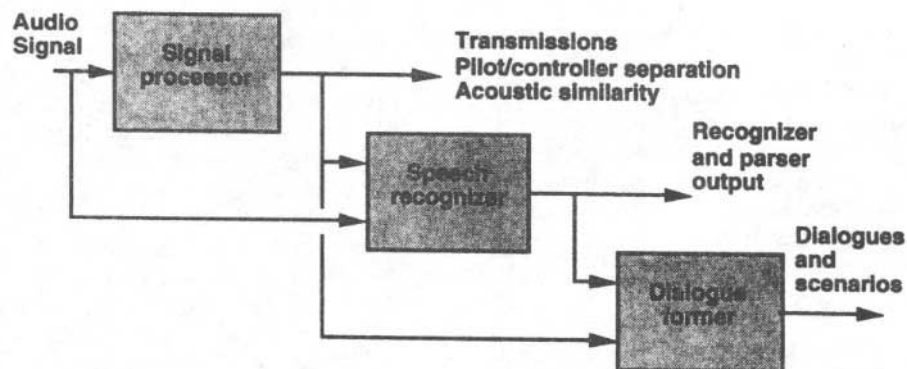 Audio
Signal
Signal
processor
Transmissions
Pilot/controller separation
Acoustic similarity
Speech
recognizer
Recognizer
and parser
output
Dialogue
former
Dialogues
and
scenarios